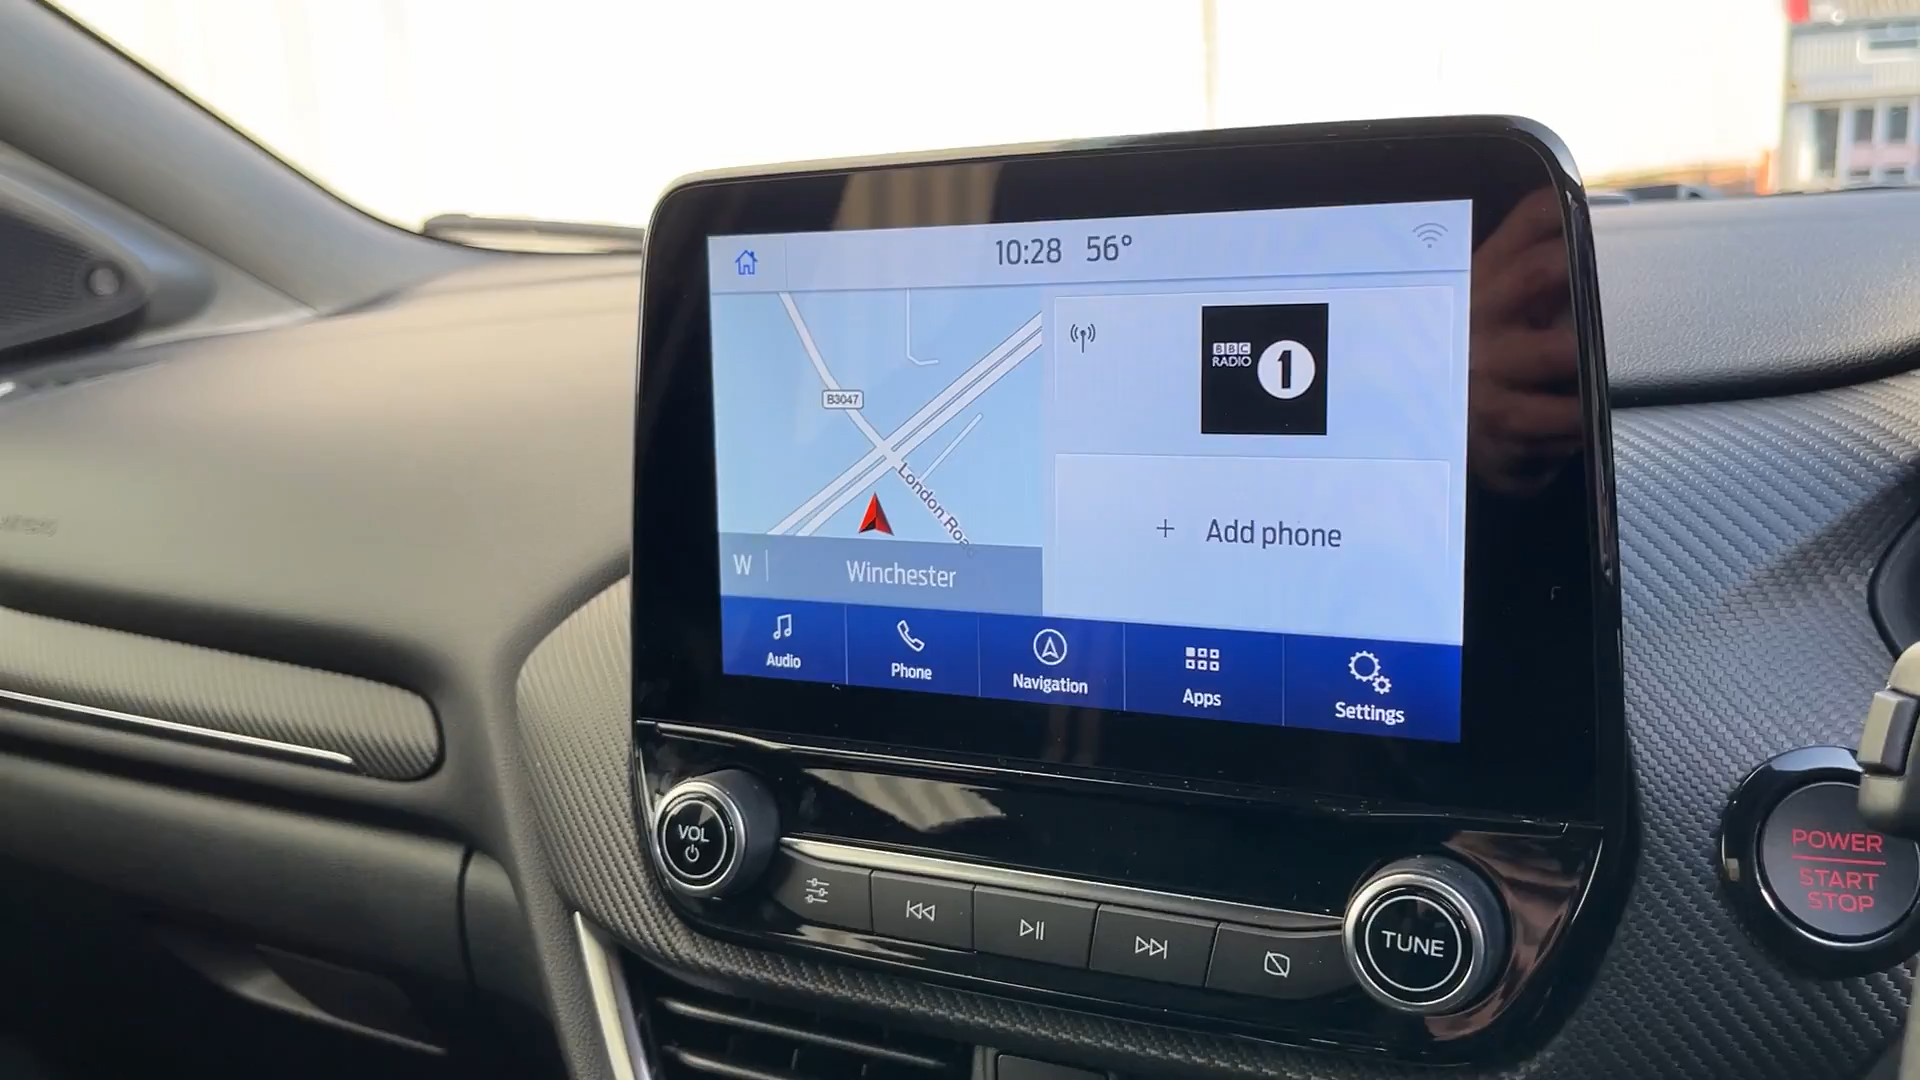 10:28 56°
BBC
RADIO 1
B3047
London Road
W Winchester
+ Add phone
Audio
Phone
Navigation
Apps
Settings
VOL
TUNE
POWER
START
STOP